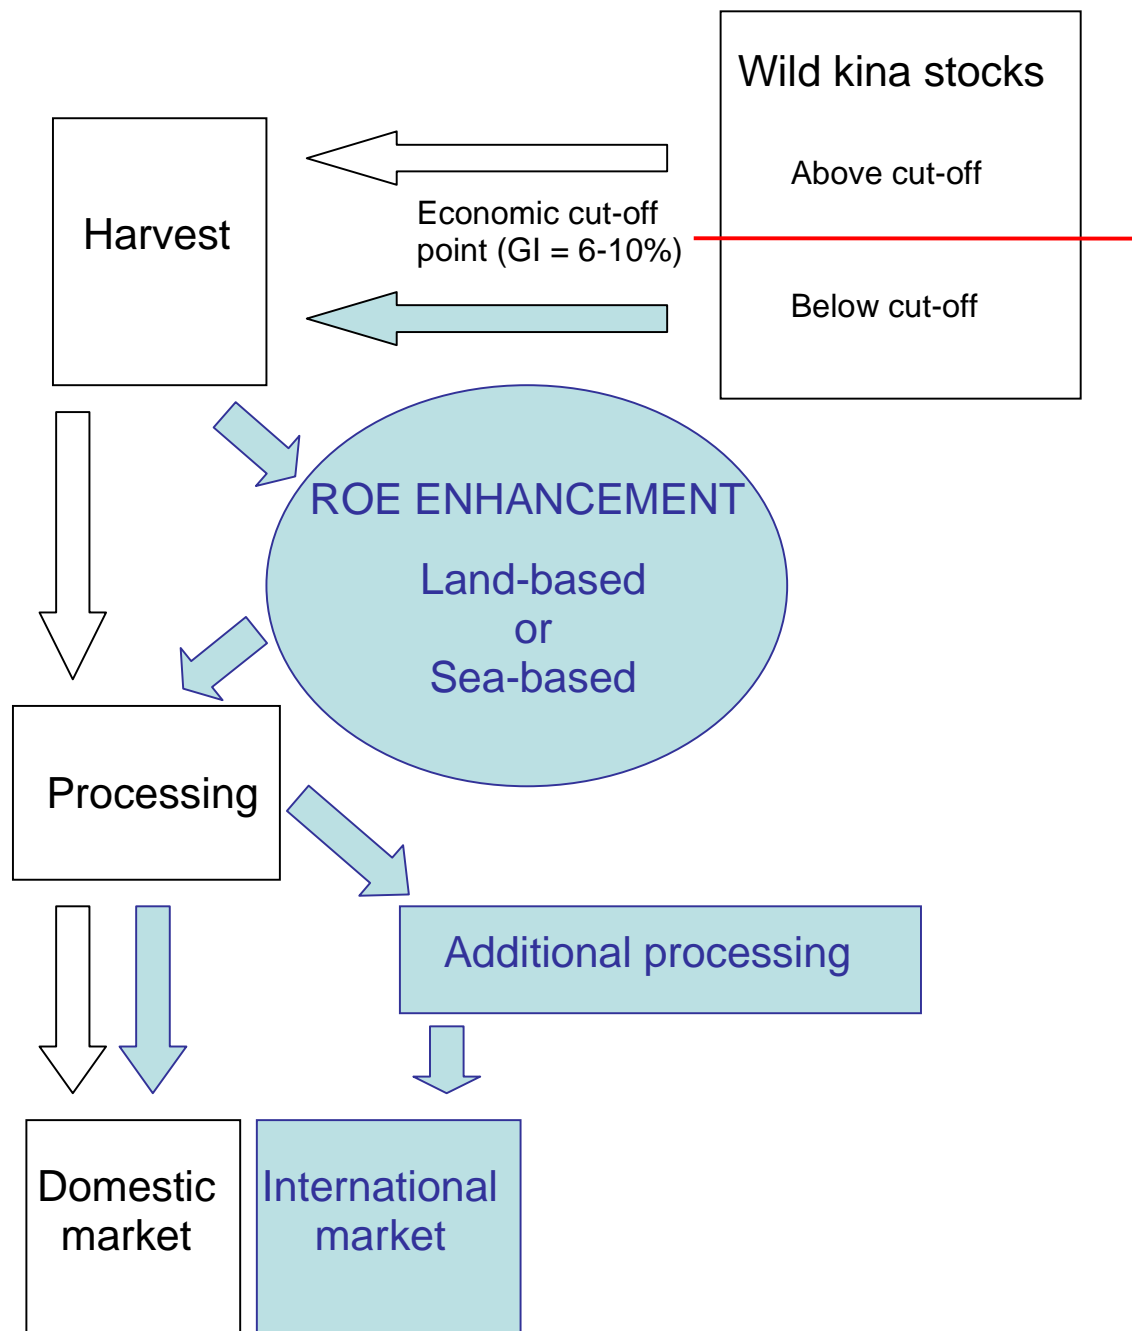 Wild kina stocks
Above cut-off
Harvest
Economic cut-off
point (GI = 6-10%)
Below cut-off
ROE ENHANCEMENT
Land-based
or
Sea-based
Processing
Additional processing
Domestic
market
International
market